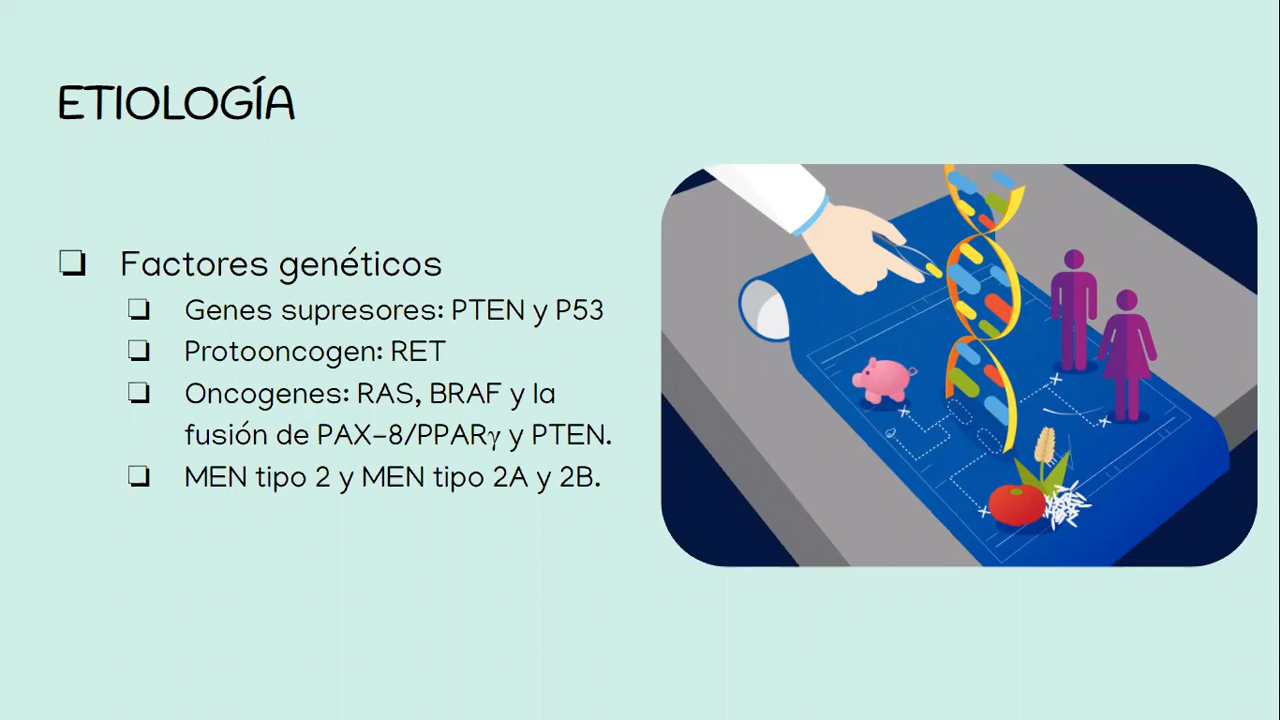 ETIOLOGÍA
❏ Factores genéticos
❏ Genes supresores: PTEN y P53
❏ Protooncogen: RET
❏ Oncogenes: RAS, BRAF y la
fusión de PAX-8/PPARγ y PTEN.
❏ MEN tipo 2 y MEN tipo 2A y 2B.